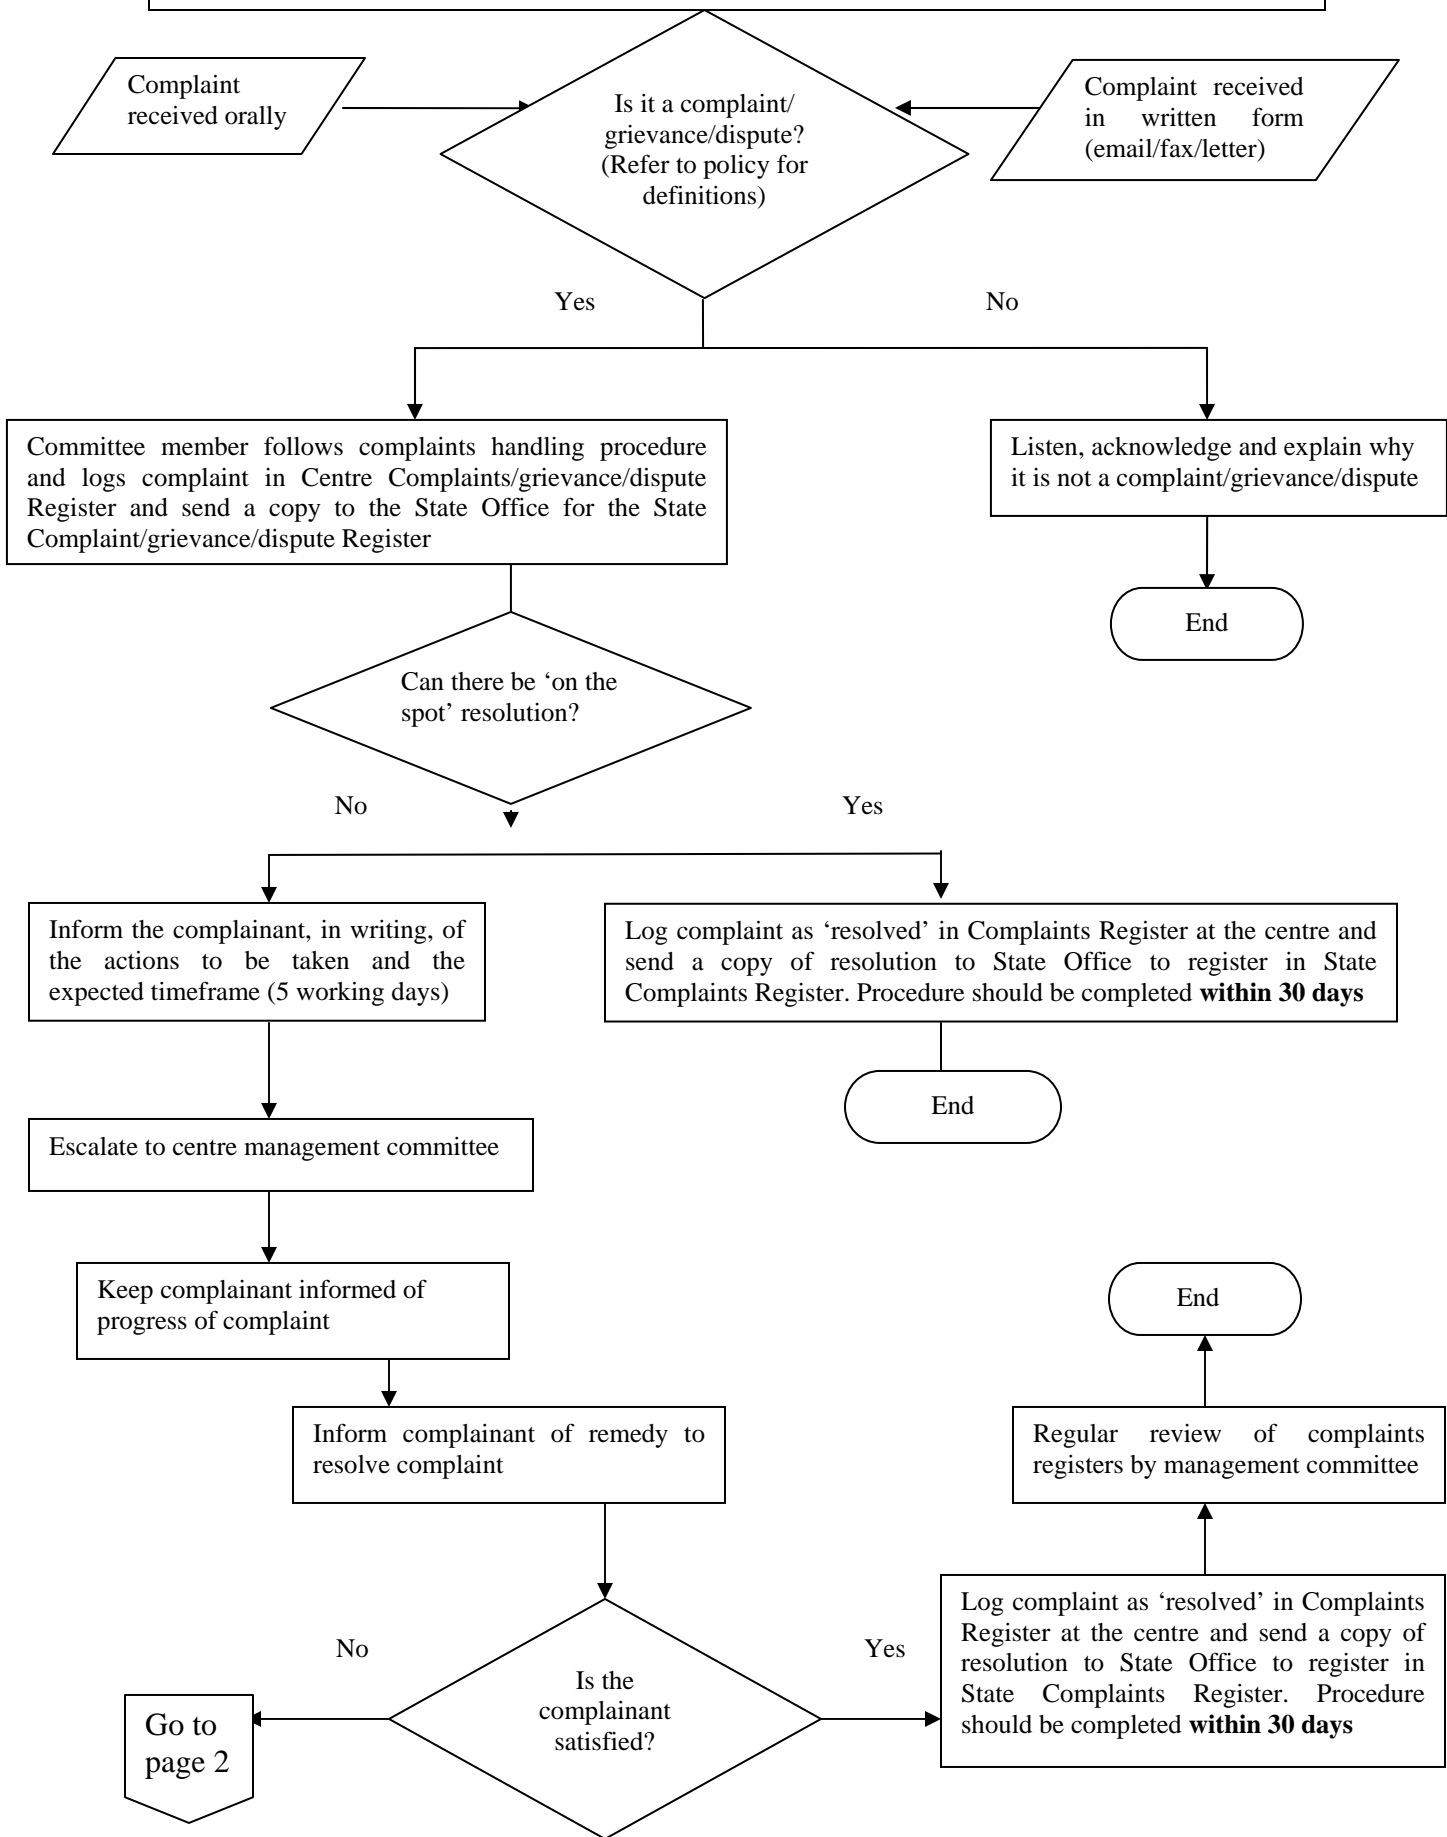 Complaint
received orally
Is it a complaint/
grievance/dispute?
(Refer to policy for
definitions)
Complaint received
in written form
(email/fax/letter)
Yes
No
Committee member follows complaints handling procedure
and logs complaint in Centre Complaints/grievance/dispute
Register and send a copy to the State Office for the State
Complaint/grievance/dispute Register
Listen, acknowledge and explain why
it is not a complaint/grievance/dispute
End
Can there be ‘on the
spot’ resolution?
No
Yes
Inform the complainant, in writing, of
the actions to be taken and the
expected timeframe (5 working days)
Log complaint as ‘resolved’ in Complaints Register at the centre and
send a copy of resolution to State Office to register in State
Complaints Register. Procedure should be completed within 30 days
End
Escalate to centre management committee
Keep complainant informed of
progress of complaint
End
Inform complainant of remedy to
resolve complaint
Regular review of complaints
registers by management committee
Log complaint as ‘resolved’ in Complaints
Register at the centre and send a copy of
resolution to State Office to register in
State Complaints Register. Procedure
should be completed within 30 days
No
Yes
Is the
complainant
satisfied?
Go to
page 2